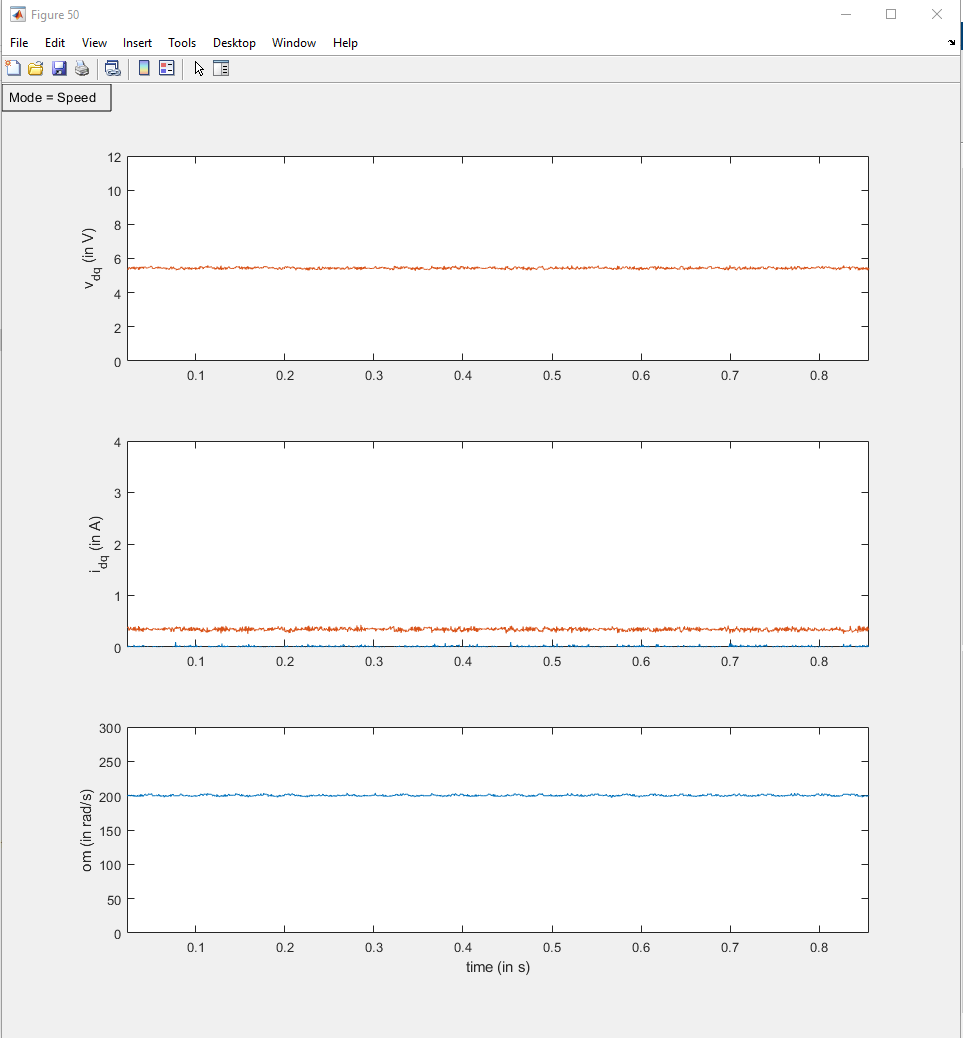 Figure 50
File Edit View Insert Tools Desktop Window Help
Mode = Speed
12
10
8
6
4
2
0
v_dq (in V)
0.1 0.2 0.3 0.4 0.5 0.6 0.7 0.8
4
3
2
1
0
i_dq (in A)
0.1 0.2 0.3 0.4 0.5 0.6 0.7 0.8
300
250
200
150
100
50
0
om (in rad/s)
0.1 0.2 0.3 0.4 0.5 0.6 0.7 0.8
time (in s)